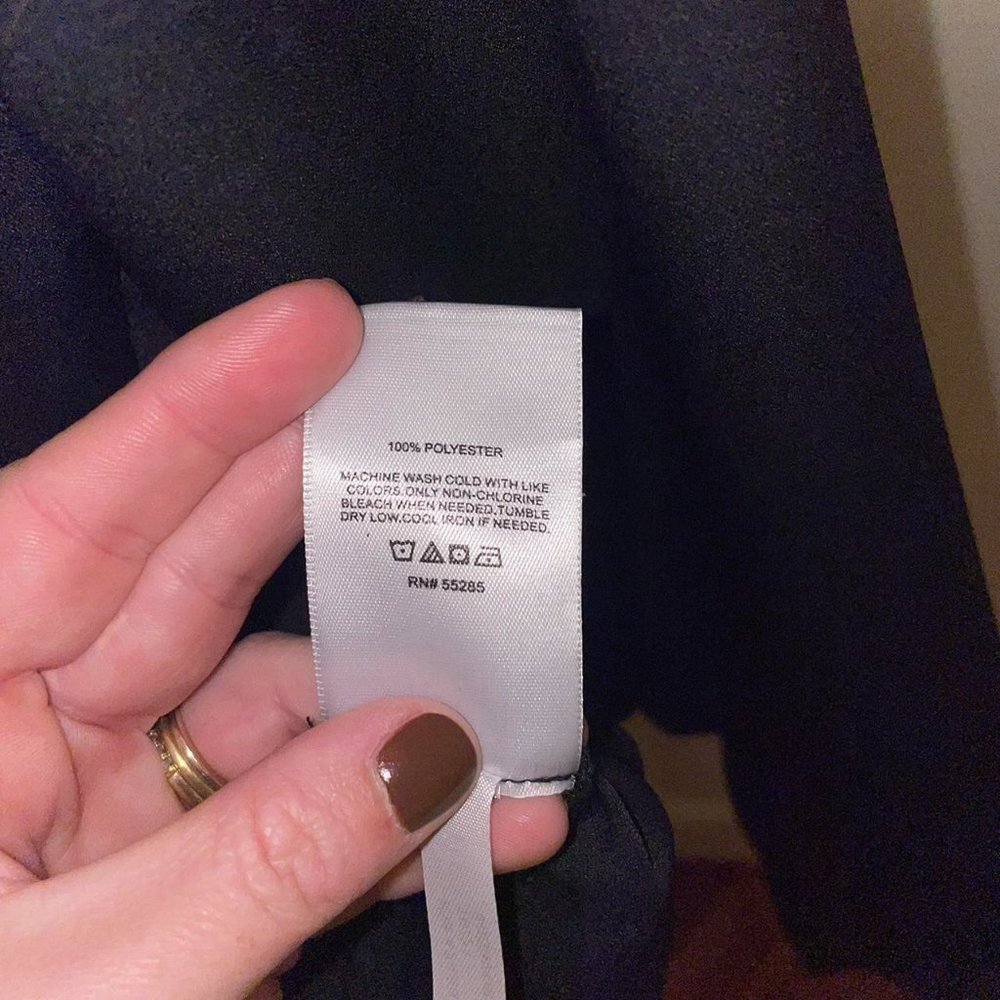 100% POLYESTER
MACHINE WASH COLD WITH LIKE
COLORS.ONLY NON-CHLORINE
BLEACH WHEN NEEDED.TUMBLE
DRY LOW.COOL IRON IF NEEDED.
RN# 55285